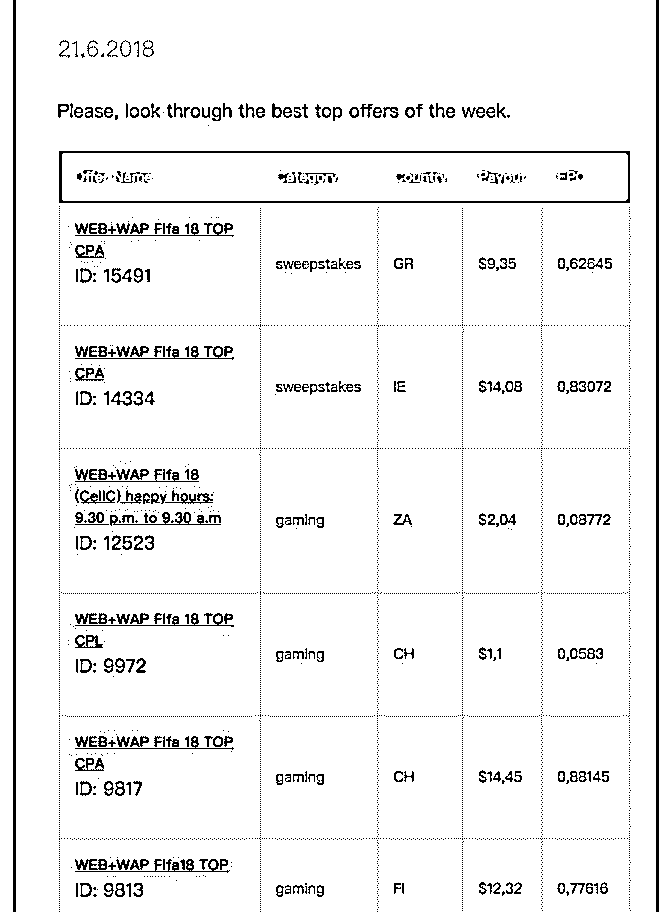 21.6.2018
Please, look through the best top offers of the week.
Offer Name Category Country Payout EPC
WEB+WAP Fifa 18 TOP
CPA
ID: 15491
sweepstakes GR $9,35 0,62645
WEB+WAP Fifa 18 TOP
CPA
ID: 14334
sweepstakes IE $14,08 0,83072
WEB+WAP Fifa 18
(CellC) happy hours:
9.30 p.m. to 9.30 a.m
ID: 12523
gaming ZA $2,04 0,08772
WEB+WAP Fifa 18 TOP
CPL
ID: 9972
gaming CH $1,1 0,0583
WEB+WAP Fifa 18 TOP
CPA
ID: 9817
gaming CH $14,45 0,88145
WEB+WAP Fifa18 TOP
ID: 9813
gaming FI $12,32 0,77616